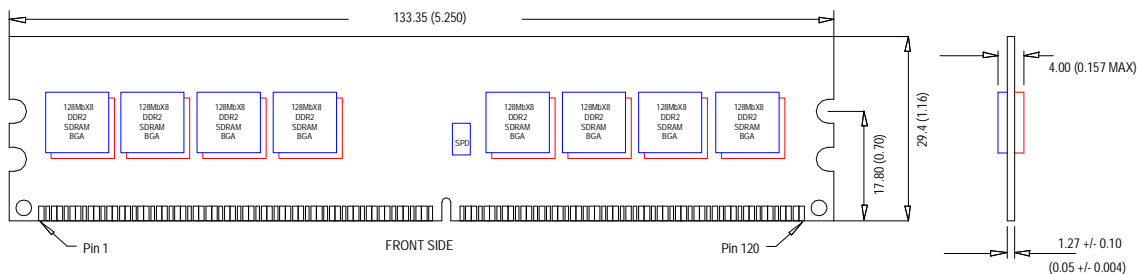 133.35 (5.250)
4.00 (0.157 MAX)
128MbX8
DDR2
SDRAM
BGA
128MbX8
DDR2
SDRAM
BGA
128MbX8
DDR2
SDRAM
BGA
128MbX8
DDR2
SDRAM
BGA
SPD
128MbX8
DDR2
SDRAM
BGA
128MbX8
DDR2
SDRAM
BGA
128MbX8
DDR2
SDRAM
BGA
128MbX8
DDR2
SDRAM
BGA
17.80 (0.70)
29.4 (1.16)
Pin 1
FRONT SIDE
Pin 120
1.27 +/- 0.10
(0.05 +/- 0.004)